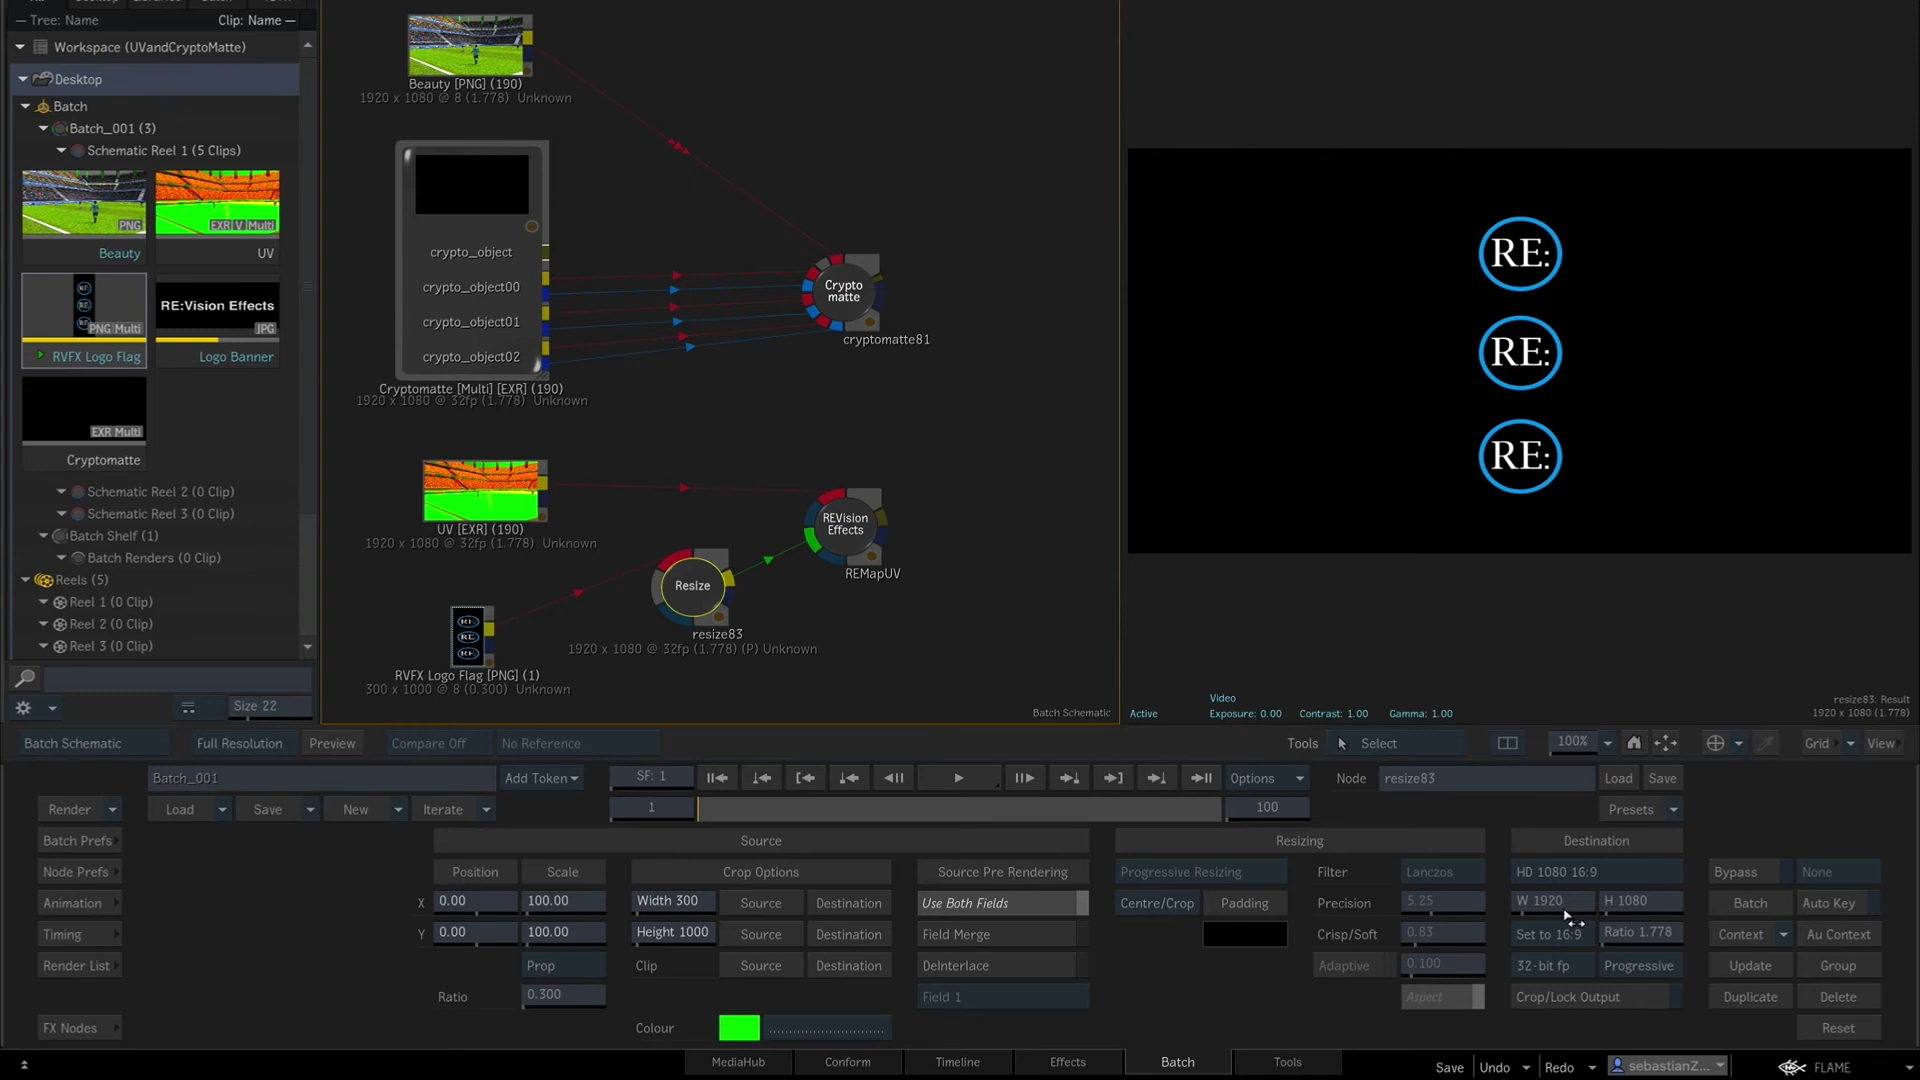 Tree: Name
Clip: Name
Workspace (UVandCryptoMatte)
Desktop
Batch
Batch_001 (3)
Schematic Reel 1 (5 Clips)
PNG
EXR V Multi
Beauty
UV
PNG Multi
RE:Vision Effects
JPG
RVFX Logo Flag
Logo Banner
EXR Multi
Cryptomatte
Schematic Reel 2 (0 Clip)
Schematic Reel 3 (0 Clip)
Batch Shelf (1)
Batch Renders (0 Clip)
Reels (5)
Reel 1 (0 Clip)
Reel 2 (0 Clip)
Reel 3 (0 Clip)
Size 22
Beauty [PNG] (190)
1920 x 1080 @ 8 (1.778) Unknown
crypto_object
crypto_object00
crypto_object01
crypto_object02
Cryptomatte [Multi] [EXR] (190)
1920 x 1080 @ 32fp (1.778) Unknown
Crypto
matte
cryptomatte81
UV [EXR] (190)
1920 x 1080 @ 32fp (1.778) Unknown
REVision
Effects
REMapUV
Resize
resize83
1920 x 1080 @ 32fp (1.778) (P) Unknown
RE:
RE:
RE:
RVFX Logo Flag [PNG] (1)
300 x 1000 @ 8 (0.300) Unknown
Batch Schematic
RE:
RE:
RE:
Active
Video
Exposure: 0.00 Contrast: 1.00 Gamma: 1.00
resize83: Result
1920 x 1080 (1.778)
Batch Schematic Full Resolution Preview Compare Off No Reference
Tools Select 100% Grid View
Batch_001 Add Token SF: 1 Options Node resize83 Load Save
Render Load Save New Iterate 1 100 Presets
Batch Prefs Source Resizing Destination
Node Prefs Position Scale Crop Options Source Pre Rendering Progressive Resizing Filter Lanczos HD 1080 16:9 Bypass None
Animation X 0.00 100.00 Width 300 Source Destination Use Both Fields Centre/Crop Padding Precision 5.25 W 1920 H 1080 Batch Auto Key
Timing Y 0.00 100.00 Height 1000 Source Destination Field Merge Crisp/Soft 0.83 Set to 16:9 Ratio 1.778 Context Au Context
Render List Prop Clip Source Destination DeInterlace Adaptive 0.100 32-bit fp Progressive Update Group
Ratio 0.300 Field 1 Aspect Crop/Lock Output Duplicate Delete
FX Nodes Colour Reset
MediaHub Conform Timeline Effects Batch Tools Save Undo Redo sebastianZ... FLAME